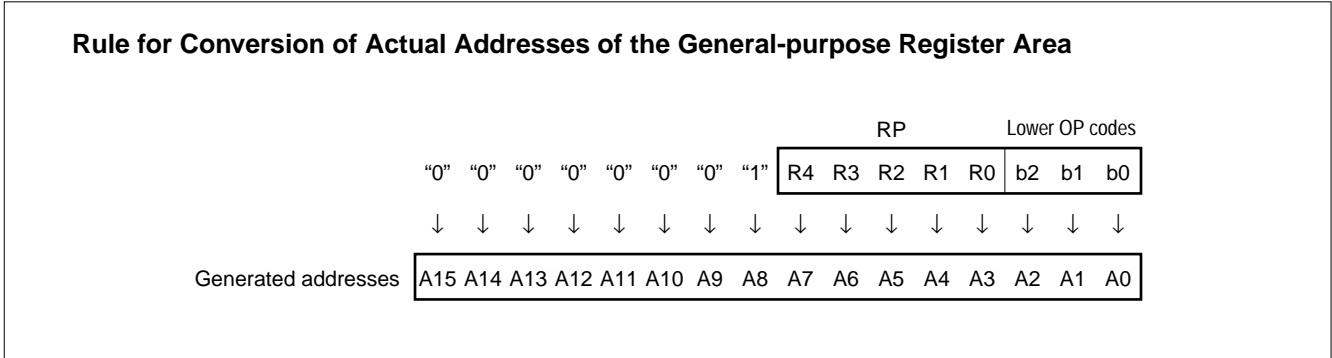 Rule for Conversion of Actual Addresses of the General-purpose Register Area
RP Lower OP codes
“0” “0” “0” “0” “0” “0” “0” “1” R4 R3 R2 R1 R0 b2 b1 b0
↓ ↓ ↓ ↓ ↓ ↓ ↓ ↓ ↓ ↓ ↓ ↓ ↓ ↓ ↓ ↓
Generated addresses A15 A14 A13 A12 A11 A10 A9 A8 A7 A6 A5 A4 A3 A2 A1 A0